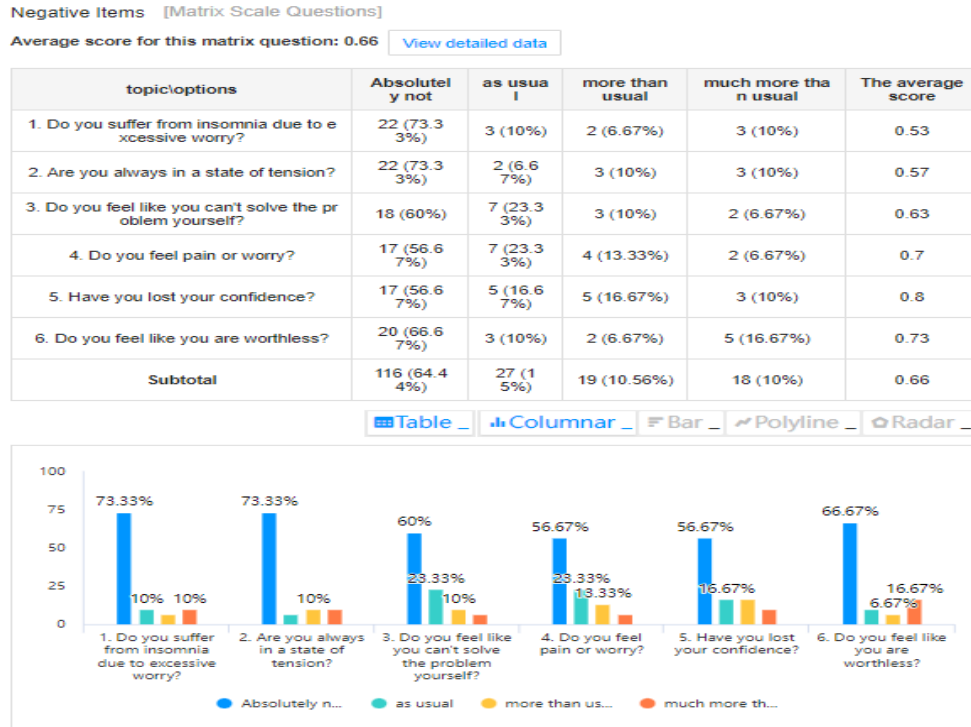 Negative Items [Matrix Scale Questions]
Average score for this matrix question: 0.66 View detailed data
topic\options
Absolutel
y not
as usua
l
more than
usual
much more tha
n usual
The average
score
1. Do you suffer from insomnia due to e
xcessive worry?
22 (73.3
3%)
3 (10%)
2 (6.67%)
3 (10%)
0.53
2. Are you always in a state of tension?
22 (73.3
3%)
2 (6.6
7%)
3 (10%)
3 (10%)
0.57
3. Do you feel like you can't solve the pr
oblem yourself?
18 (60%)
7 (23.3
3%)
3 (10%)
2 (6.67%)
0.63
4. Do you feel pain or worry?
17 (56.6
7%)
7 (23.3
3%)
4 (13.33%)
2 (6.67%)
0.7
5. Have you lost your confidence?
17 (56.6
7%)
5 (16.6
7%)
5 (16.67%)
3 (10%)
0.8
6. Do you feel like you are worthless?
20 (66.6
7%)
3 (10%)
2 (6.67%)
5 (16.67%)
0.73
Subtotal
116 (64.4
4%)
27 (1
5%)
19 (10.56%)
18 (10%)
0.66
Table _ Columnar _ Bar _ Polyline _ Radar _
100
75
50
25
0
73.33%
10%
10%
73.33%
10%
60%
23.33%
10%
56.67%
23.33%
13.33%
56.67%
16.67%
66.67%
6.67%
16.67%
1. Do you suffer
from insomnia
due to excessive
worry?
2. Are you always
in a state of
tension?
3. Do you feel like
you can't solve
the problem
yourself?
4. Do you feel
pain or worry?
5. Have you lost
your confidence?
6. Do you feel like
you are
worthless?
Absolutely n... as usual more than us... much more th...